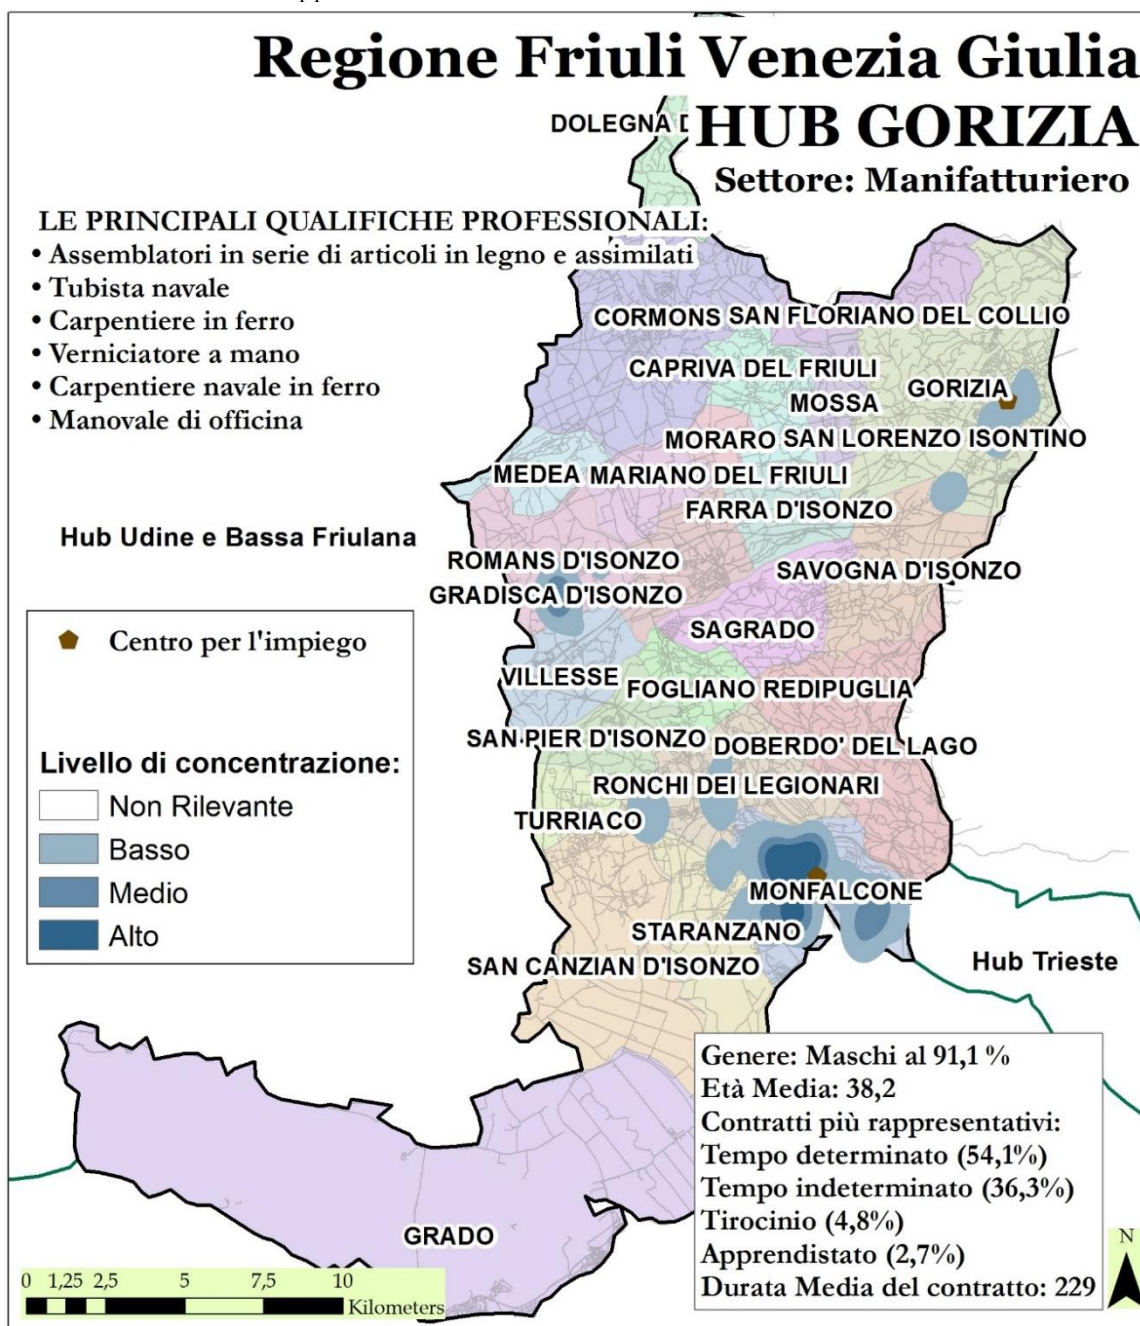 Regione Friuli Venezia Giulia
HUB GORIZIA
Settore: Manifatturiero
DOLEGNA
LE PRINCIPALI QUALIFICHE PROFESSIONALI:
• Assemblatori in serie di articoli in legno e assimilati
• Tubista navale
• Carpentiere in ferro
• Verniciatore a mano
• Carpentiere navale in ferro
• Manovale di officina
CORMONS SAN FLORIANO DEL COLLIO
CAPRIVA DEL FRIULI
GORIZIA
MOSSA
MORARO SAN LORENZO ISONTINO
MEDEA MARIANO DEL FRIULI
FARRA D'ISONZO
Hub Udine e Bassa Friulana
ROMANS D'ISONZO
SAVOGNA D'ISONZO
GRADISCA D'ISONZO
SAGRADO
VILLESSE
FOGLIANO REDIPUGLIA
SAN PIER D'ISONZO
DOBERDO' DEL LAGO
RONCHI DEI LEGIONARI
TURRIACO
MONFALCONE
STARANZANO
SAN CANZIAN D'ISONZO
Hub Trieste
GRADO
Centro per l'impiego
Livello di concentrazione:
Non Rilevante
Basso
Medio
Alto
Genere: Maschi al 91,1 %
Età Media: 38,2
Contratti più rappresentativi:
Tempo determinato (54,1%)
Tempo indeterminato (36,3%)
Tirocinio (4,8%)
Apprendistato (2,7%)
Durata Media del contratto: 229
0 1,25 2,5 5 7,5 10
Kilometers
N